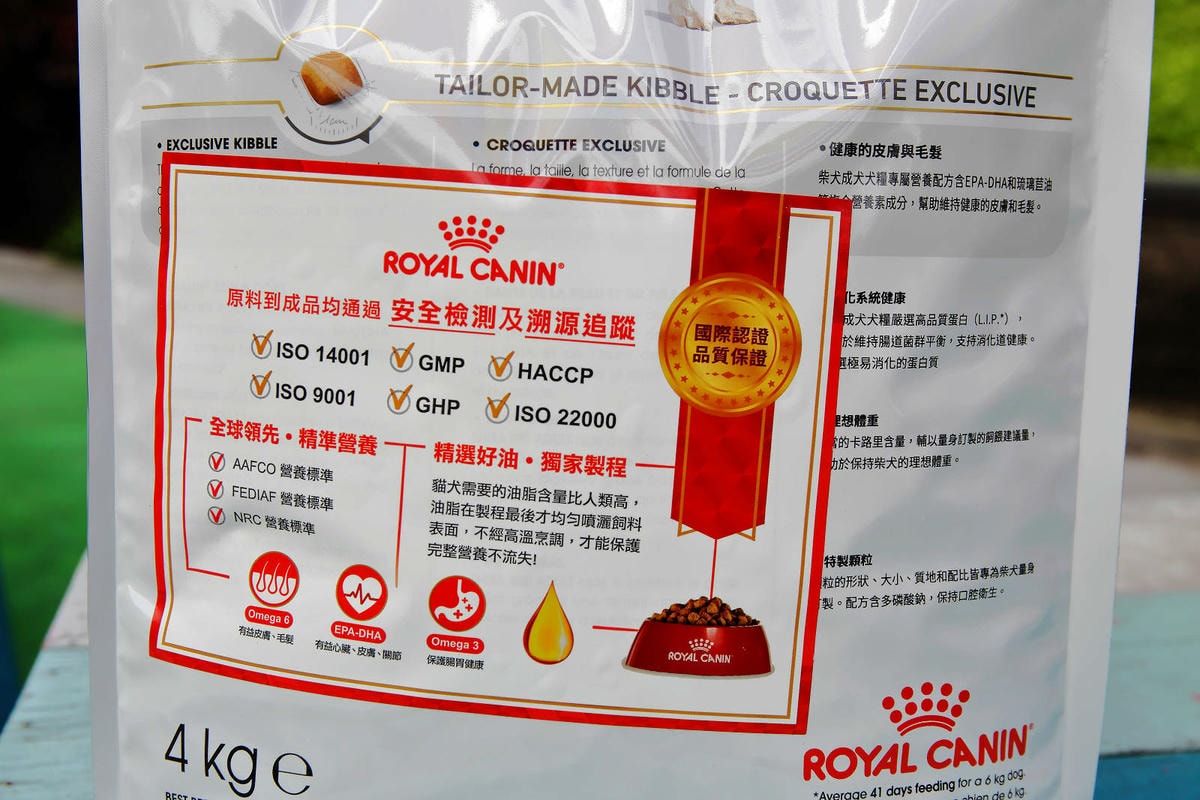 TAILOR-MADE KIBBLE - CROQUETTE EXCLUSIVE
• EXCLUSIVE KIBBLE
• CROQUETTE EXCLUSIVE
La forme, la taille, la texture et la formule de la
• 健康的皮膚與毛髮
柴犬成犬犬糧專屬營養配方含EPA-DHA和琉璃苣油
營養素成分，幫助維持健康的皮膚和毛髮。
ROYAL CANIN®
原料到成品均通過 安全檢測及溯源追蹤
ISO 14001 GMP HACCP
ISO 9001 GHP ISO 22000
國際認證
品質保證
全球領先・精準營養
AAFCO 營養標準
FEDIAF 營養標準
NRC 營養標準
精選好油・獨家製程
貓犬需要的油脂含量比人類高，
油脂在製程最後才均勻噴灑飼料
表面，不經高溫烹調，才能保護
完整營養不流失!
Omega 6
有益皮膚、毛髮
EPA-DHA
有益心臟、皮膚、關節
Omega 3
保護腸胃健康
ROYAL CANIN
化系統健康
成犬犬糧嚴選高品質蛋白（L.I.P.*），
於維持腸道菌群平衡，支持消化道健康。
極易消化的蛋白質
理想體重
的卡路里含量，輔以量身訂製的飼餵建議量，
於保持柴犬的理想體重。
特製顆粒
粒的形狀、大小、質地和配比皆專為柴犬量身
製。配方含多磷酸鈉，保持口腔衛生。
4 kg ℮
ROYAL CANIN®
*Average 41 days feeding for a 6 kg dog.
chien de 6 kg.